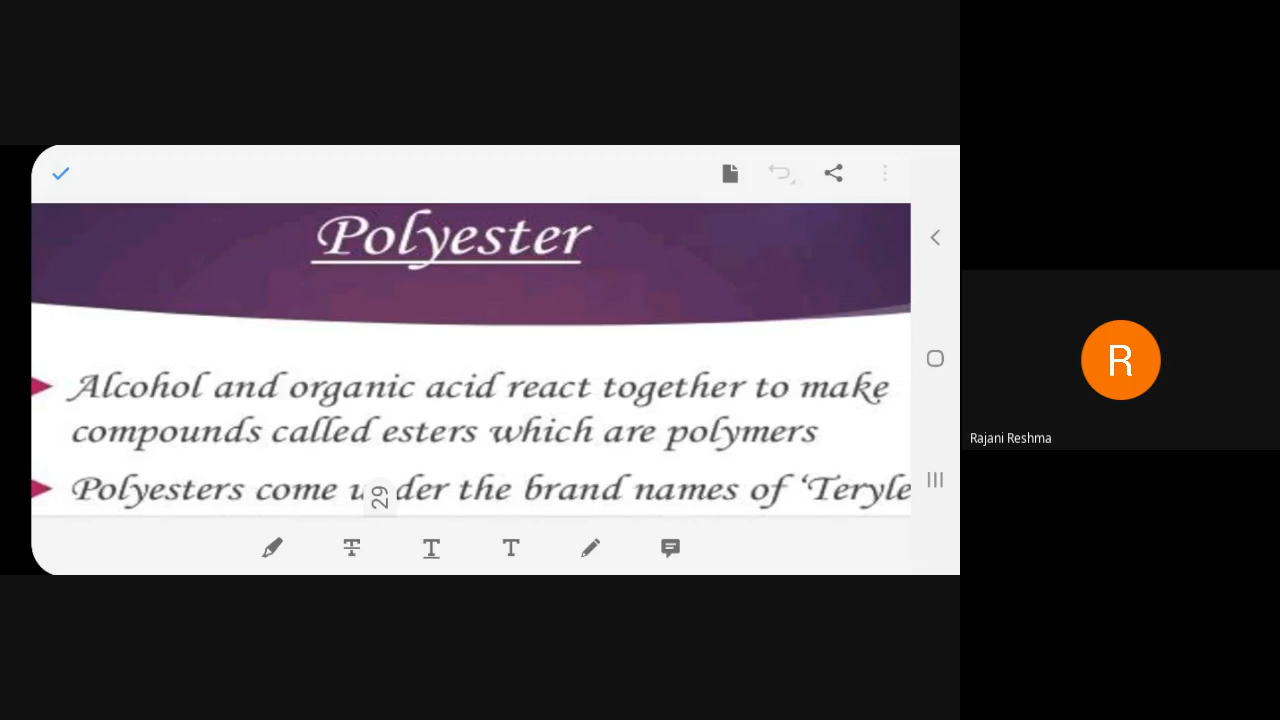 Polyester
Alcohol and organic acid react together to make
compounds called esters which are polymers
Polyesters come under the brand names of ‘Teryle
29
R
Rajani Reshma